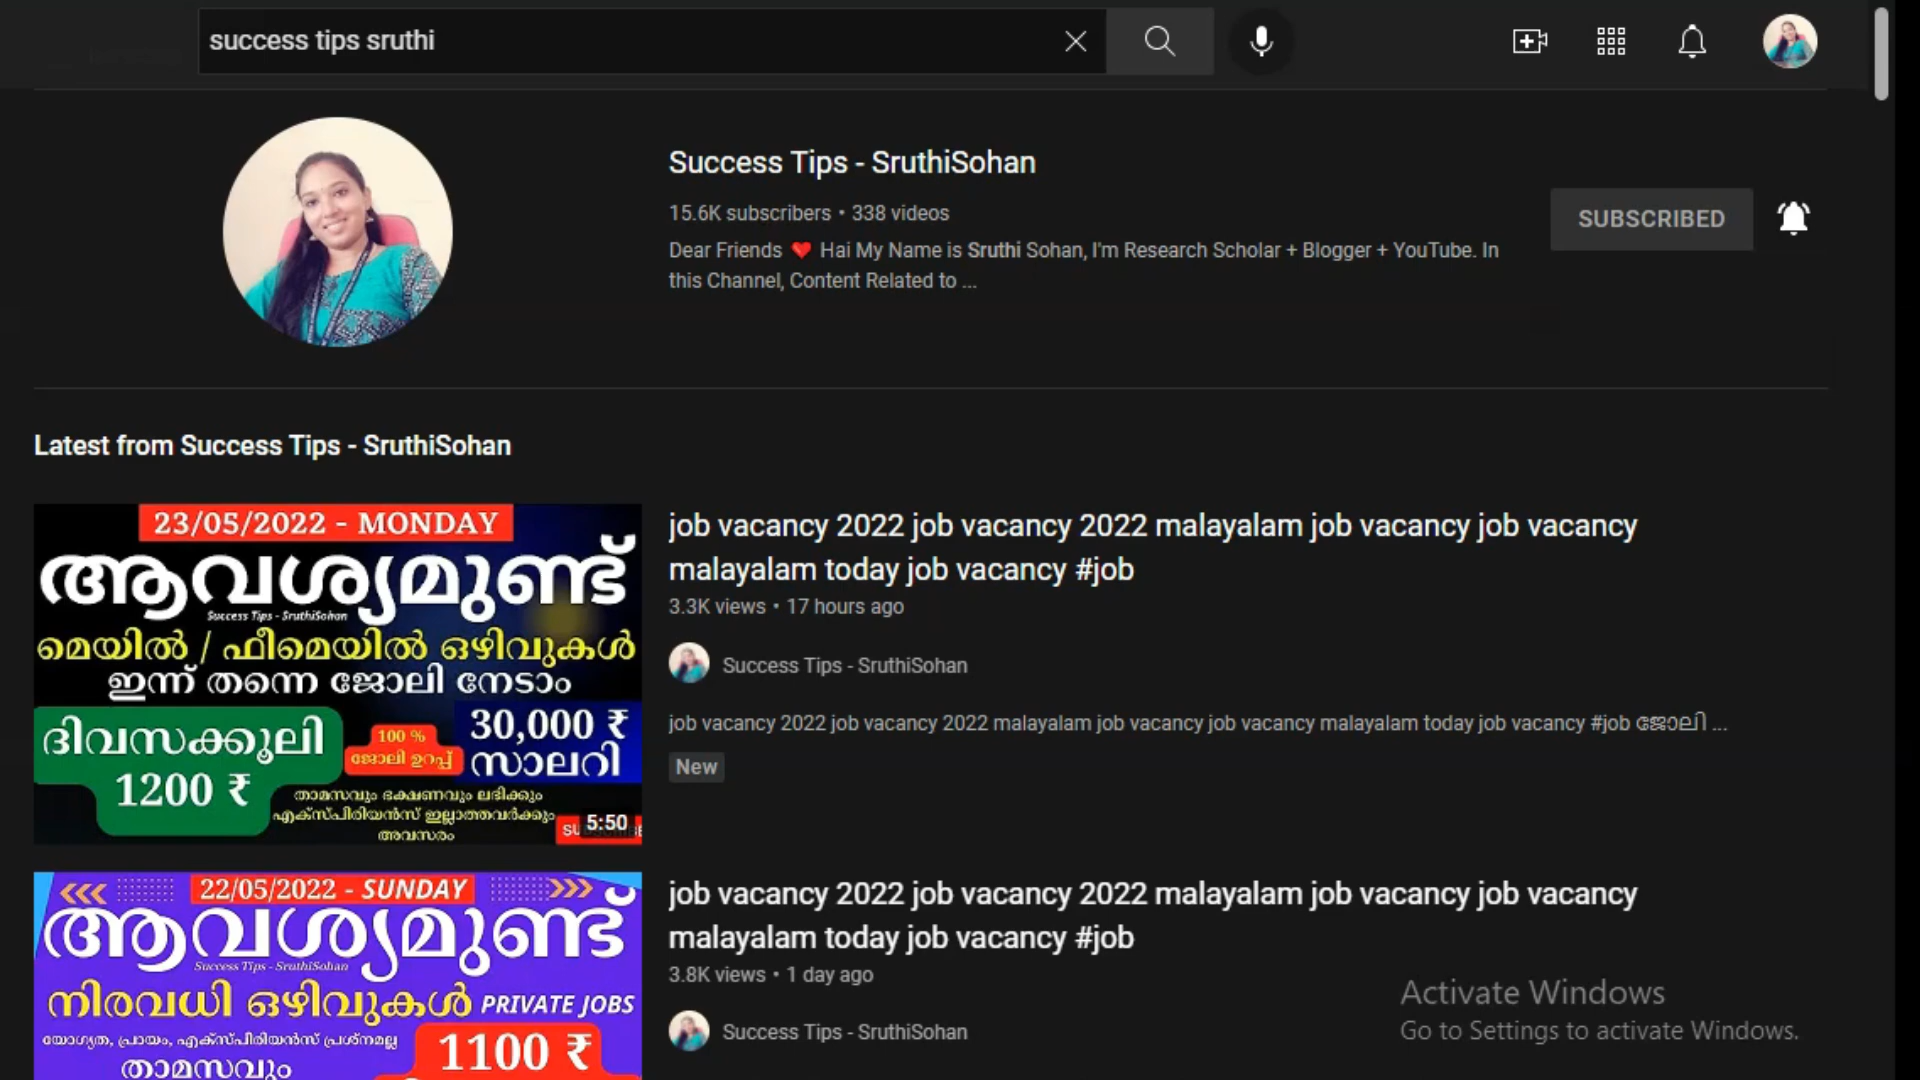 success tips sruthi
Success Tips - SruthiSohan
15.6K subscribers • 338 videos
SUBSCRIBED
Dear Friends ❤ Hai My Name is Sruthi Sohan, I'm Research Scholar + Blogger + YouTube. In
this Channel, Content Related to ...
Latest from Success Tips - SruthiSohan
23/05/2022 - MONDAY
ആവശ്യമുണ്ട്
Success Tips - SruthiSohan
മെയിൽ / ഫീമെയിൽ ഒഴിവുകൾ
ഇന്ന് തന്നെ ജോലി നേടാം
ദിവസക്കൂലി
1200 ₹
100 %
ജോലി ഉറപ്പ്
30,000 ₹
സാലറി
താമസവും ഭക്ഷണവും ലഭിക്കും
എക്സ്പീരിയൻസ് ഇല്ലാത്തവർക്കും
അവസരം
5:50
job vacancy 2022 job vacancy 2022 malayalam job vacancy job vacancy
malayalam today job vacancy #job
3.3K views • 17 hours ago
Success Tips - SruthiSohan
job vacancy 2022 job vacancy 2022 malayalam job vacancy job vacancy malayalam today job vacancy #job ജോലി ...
New
22/05/2022 - SUNDAY
ആവശ്യമുണ്ട്
Success Tips - SruthiSohan
നിരവധി ഒഴിവുകൾ PRIVATE JOBS
യോഗ്യത, പ്രായം, എക്സ്പീരിയൻസ് പ്രശ്നമല്ല
താമസവും
1100 ₹
job vacancy 2022 job vacancy 2022 malayalam job vacancy job vacancy
malayalam today job vacancy #job
3.8K views • 1 day ago
Success Tips - SruthiSohan
Activate Windows
Go to Settings to activate Windows.